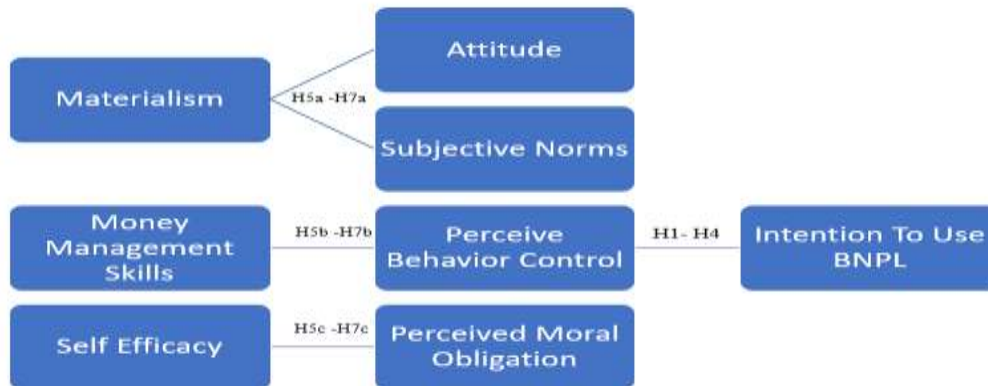 Attitude
Materialism
H5a -H7a
Subjective Norms
Money
Management
Skills
H5b -H7b
Perceive
Behavior Control
H1- H4
Intention To Use
BNPL
Self Efficacy
H5c -H7c
Perceived Moral
Obligation